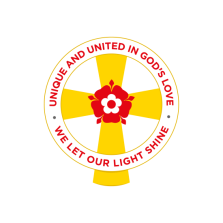 UNIQUE AND UNITED IN GOD'S LOVE
• WE LET OUR LIGHT SHINE •